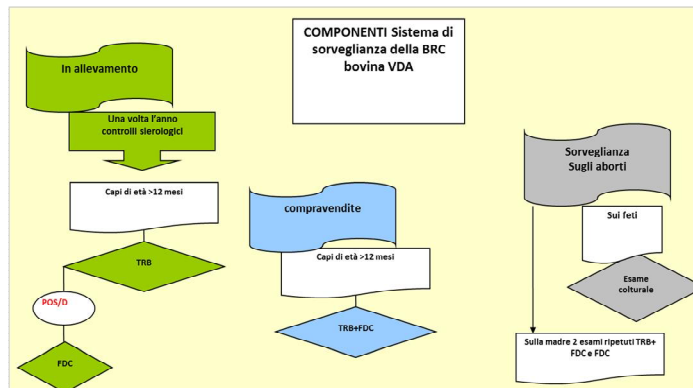 COMPONENTI Sistema di
sorveglianza della BRC
bovina VDA
In allevamento
Una volta l'anno
controlli sierologici
Capi di età >12 mesi
TRB
POS/D
FDC
compravendite
Capi di età >12 mesi
TRB+FDC
Sorveglianza
Sugli aborti
Sui feti
Esame
colturale
Sulla madre 2 esami ripetuti TRB+
FDC e FDC